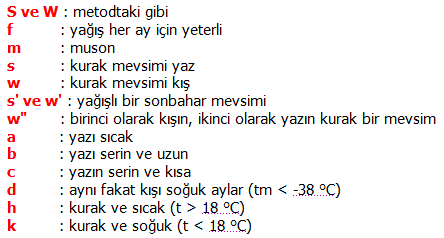 S ve W : metodtaki gibi
f : yağış her ay için yeterli
m : muson
s : kurak mevsimi yaz
w : kurak mevsimi kış
s' ve w' : yağışlı bir sonbahar mevsimi
w" : birinci olarak kışın, ikinci olarak yazın kurak bir mevsim
a : yazı sıcak
b : yazı serin ve uzun
c : yazın serin ve kısa
d : aynı fakat kışı soğuk aylar (tm < -38 ºC)
h : kurak ve sıcak (t > 18 ºC)
k : kurak ve soğuk (t < 18 ºC)